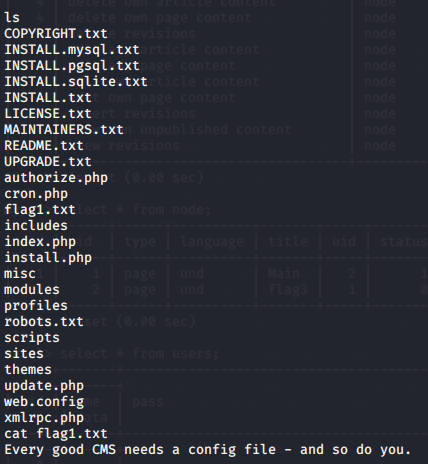 ls
COPYRIGHT.txt
INSTALL.mysql.txt
INSTALL.pgsql.txt
INSTALL.sqlite.txt
INSTALL.txt
LICENSE.txt
MAINTAINERS.txt
README.txt
UPGRADE.txt
authorize.php
cron.php
flag1.txt
includes
index.php
install.php
misc
modules
profiles
robots.txt
scripts
sites
themes
update.php
web.config
xmlrpc.php
cat flag1.txt
Every good CMS needs a config file - and so do you.